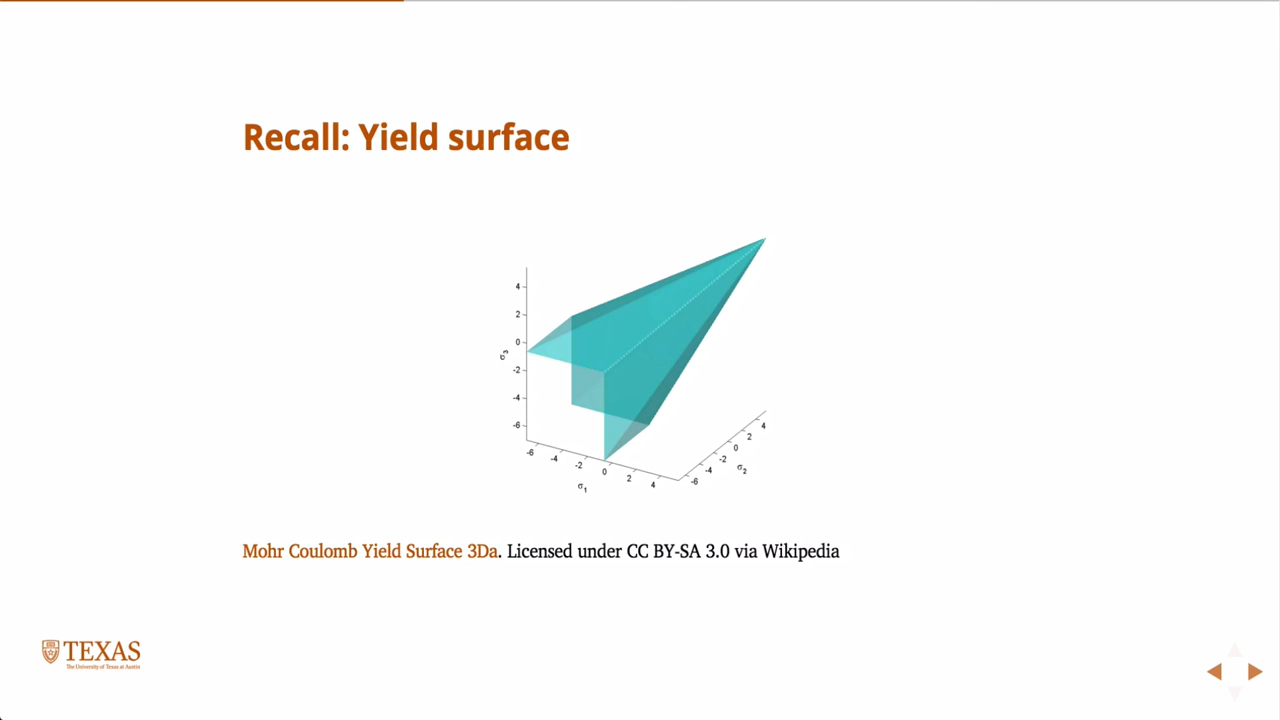 Recall: Yield surface
4
2
0
-2
-4
-6
σ3
-6
-4
-2
0
2
4
σ1
-6
-4
-2
0
2
4
σ2
Mohr Coulomb Yield Surface 3Da. Licensed under CC BY-SA 3.0 via Wikipedia
TEXAS
The University of Texas at Austin